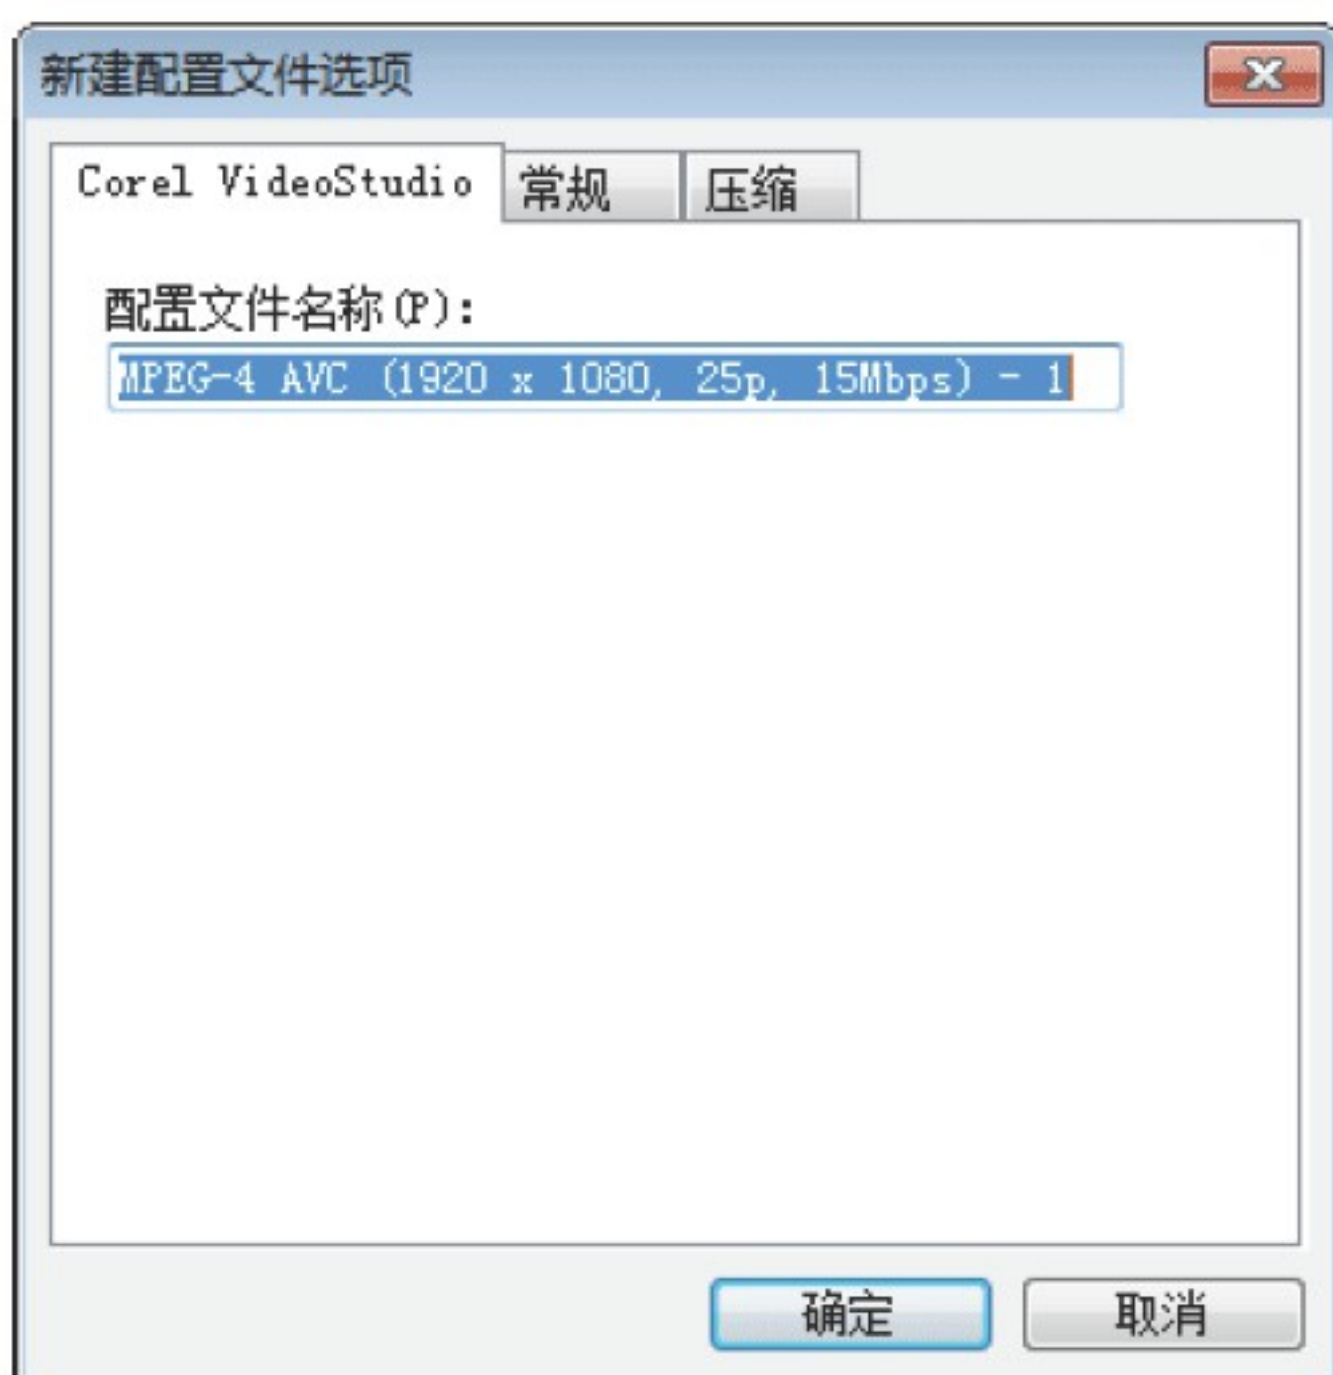 新建配置文件选项
Corel VideoStudio 常规 压缩
配置文件名称(P):
MPEG-4 AVC (1920 x 1080, 25p, 15Mbps) - 1
确定 取消